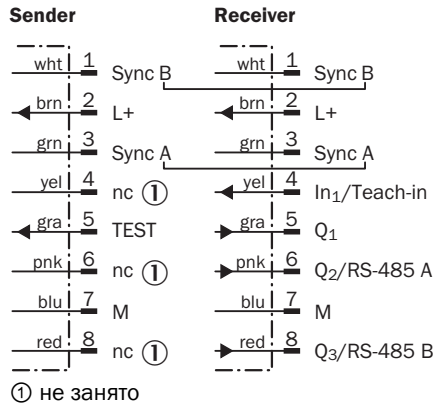 Sender Receiver
wht 1 Sync B wht 1 Sync B
brn 2 L+ brn 2 L+
grn 3 Sync A grn 3 Sync A
yel 4 nc ① yel 4 In₁/Teach-in
gra 5 TEST gra 5 Q₁
pnk 6 nc ① pnk 6 Q₂/RS-485 A
blu 7 M blu 7 M
red 8 nc ① red 8 Q₃/RS-485 B
① не занято